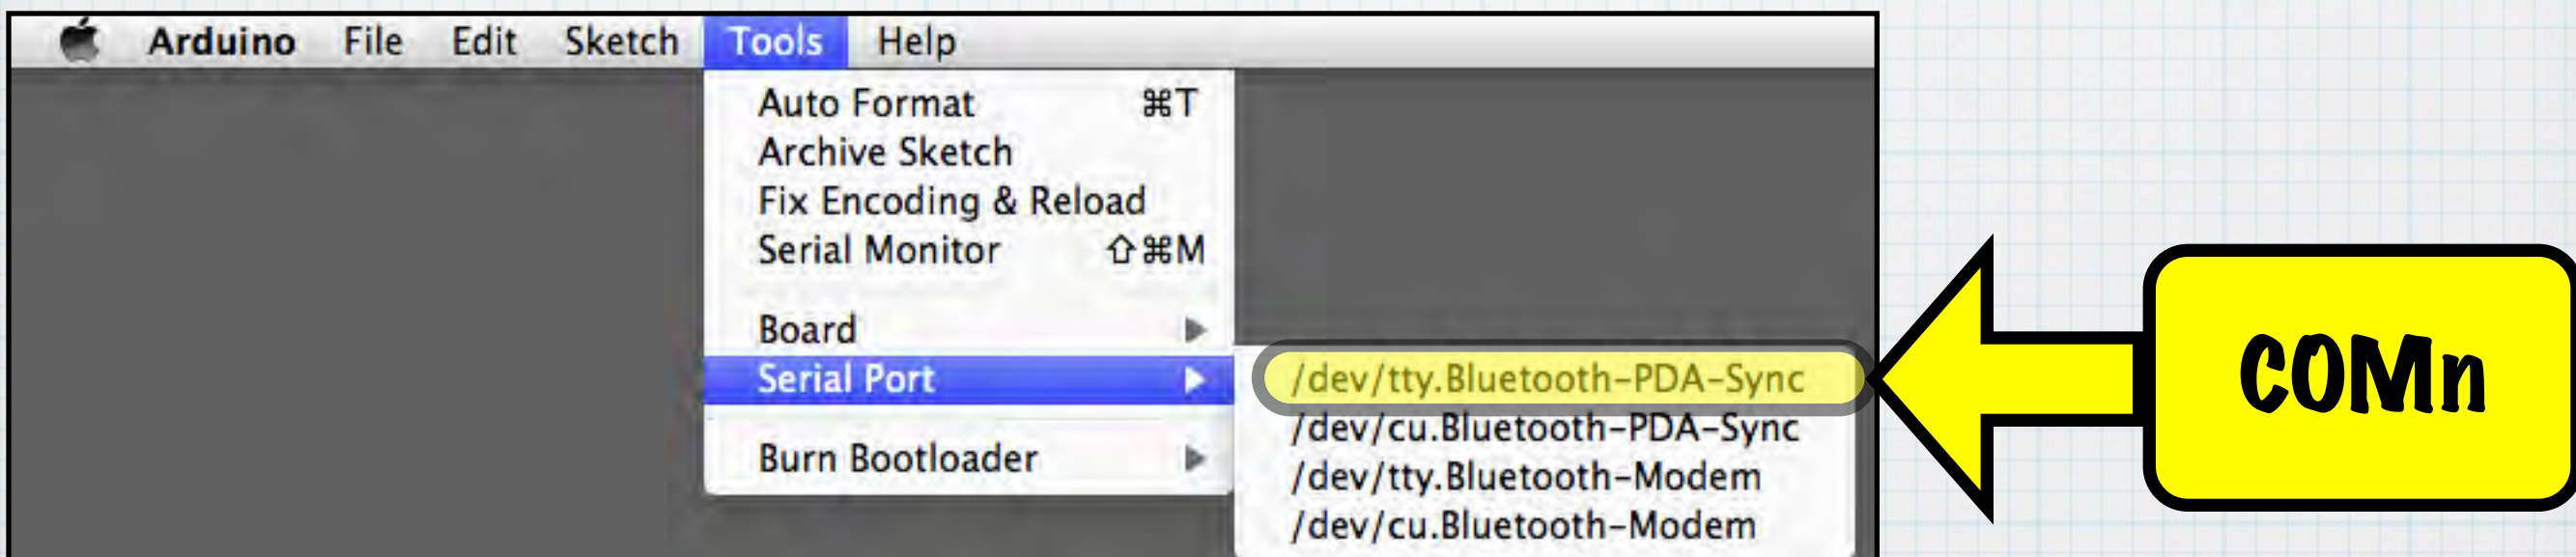 Arduino File Edit Sketch Tools Help
Auto Format ⌘T
Archive Sketch
Fix Encoding & Reload
Serial Monitor ⇧⌘M
Board
Serial Port
Burn Bootloader
/dev/tty.Bluetooth-PDA-Sync
/dev/cu.Bluetooth-PDA-Sync
/dev/tty.Bluetooth-Modem
/dev/cu.Bluetooth-Modem
COMn